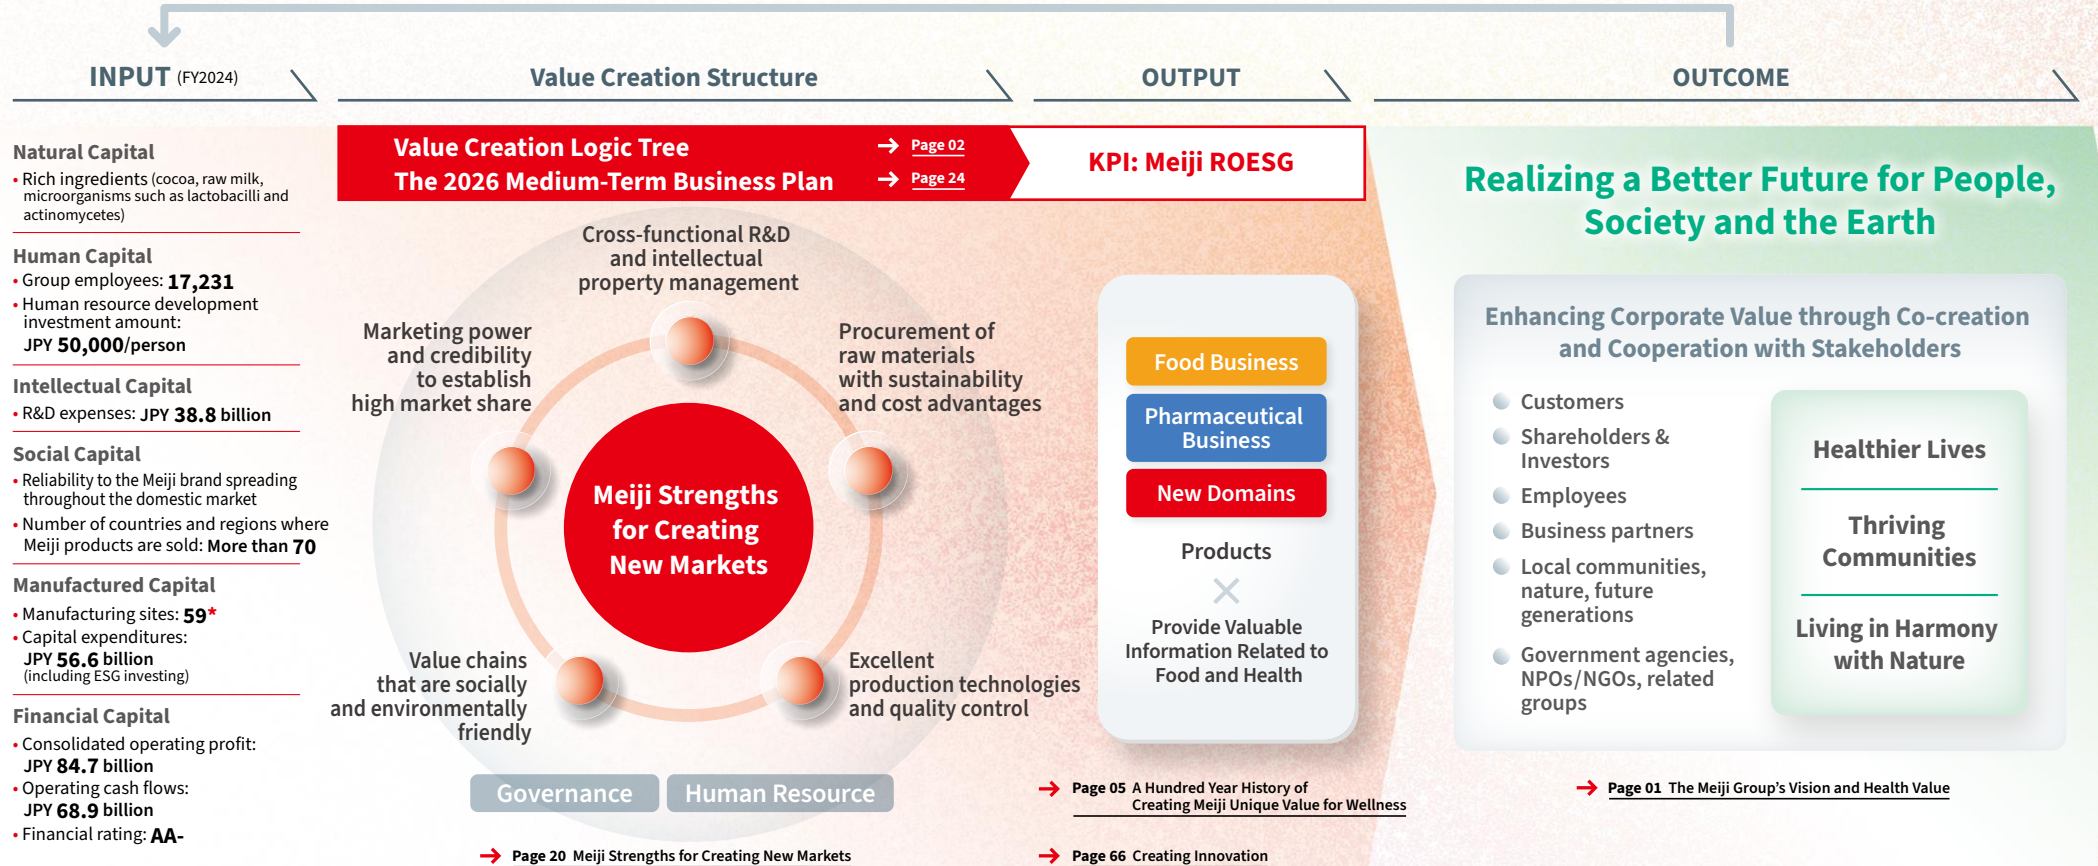 INPUT (FY2024)
Value Creation Structure
OUTPUT
OUTCOME
Natural Capital
• Rich ingredients (cocoa, raw milk,
microorganisms such as lactobacilli and
actinomycetes)
Human Capital
• Group employees: 17,231
• Human resource development
investment amount:
JPY 50,000/person
Intellectual Capital
• R&D expenses: JPY 38.8 billion
Social Capital
• Reliability to the Meiji brand spreading
throughout the domestic market
• Number of countries and regions where
Meiji products are sold: More than 70
Manufactured Capital
• Manufacturing sites: 59*
• Capital expenditures:
JPY 56.6 billion
(including ESG investing)
Financial Capital
• Consolidated operating profit:
JPY 84.7 billion
• Operating cash flows:
JPY 68.9 billion
• Financial rating: AA-
Value Creation Logic Tree → Page 02
The 2026 Medium-Term Business Plan → Page 24
KPI: Meiji ROESG
Cross-functional R&D
and intellectual
property management
Marketing power
and credibility
to establish
high market share
Procurement of
raw materials
with sustainability
and cost advantages
Meiji Strengths
for Creating
New Markets
Value chains
that are socially
and environmentally
friendly
Excellent
production technologies
and quality control
Governance
Human Resource
→ Page 20 Meiji Strengths for Creating New Markets
Food Business
Pharmaceutical
Business
New Domains
Products
×
Provide Valuable
Information Related to
Food and Health
→ Page 05 A Hundred Year History of
Creating Meiji Unique Value for Wellness
→ Page 66 Creating Innovation
Realizing a Better Future for People,
Society and the Earth
Enhancing Corporate Value through Co-creation
and Cooperation with Stakeholders
Customers
Shareholders &
Investors
Employees
Business partners
Local communities,
nature, future
generations
Government agencies,
NPOs/NGOs, related
groups
Healthier Lives
Thriving
Communities
Living in Harmony
with Nature
→ Page 01 The Meiji Group's Vision and Health Value